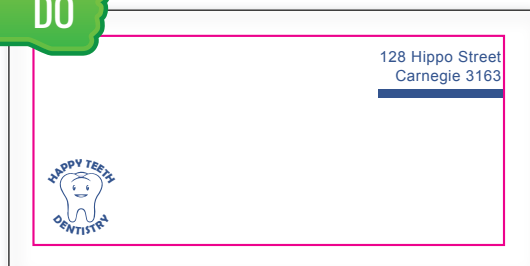 DO
128 Hippo Street
Carnegie 3163
HAPPY TEETH
DENTISTRY